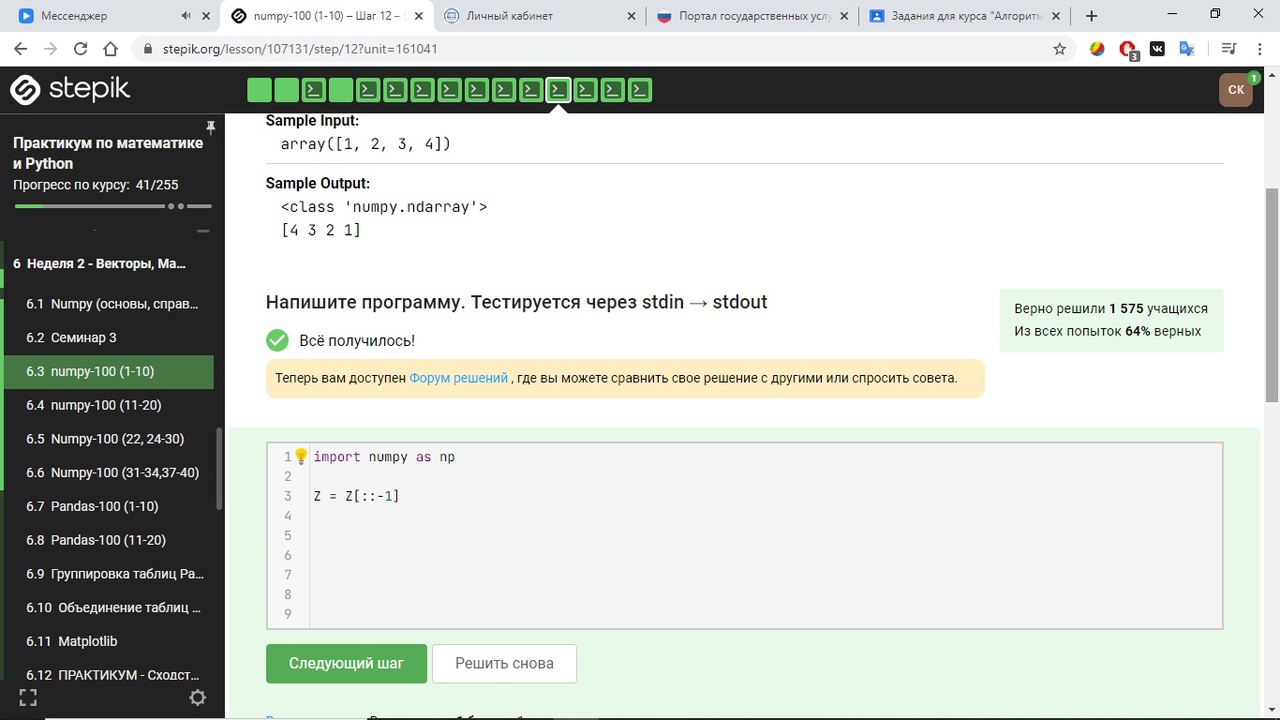 Мессенджер
numpy-100 (1-10) – Шаг 12 –
Личный кабинет
Портал государственных услу
Задания для курса "Алгоритм
stepik.org/lesson/107131/step/12?unit=161041
3
stepik
СК
1
Практикум по математике
и Python
Прогресс по курсу: 41/255
6 Неделя 2 - Векторы, Ма...
6.1 Numpy (основы, справ...
6.2 Семинар 3
6.3 numpy-100 (1-10)
6.4 numpy-100 (11-20)
6.5 Numpy-100 (22, 24-30)
6.6 Numpy-100 (31-34,37-40)
6.7 Pandas-100 (1-10)
6.8 Pandas-100 (11-20)
6.9 Группировка таблиц Pa...
6.10 Объединение таблиц ...
6.11 Matplotlib
6.12 ПРАКТИКУМ - Сходст...
Sample Input:
array([1, 2, 3, 4])
Sample Output:
<class 'numpy.ndarray'>
[4 3 2 1]
Напишите программу. Тестируется через stdin → stdout
Верно решили 1 575 учащихся
Из всех попыток 64% верных
Всё получилось!
Теперь вам доступен Форум решений , где вы можете сравнить свое решение с другими или спросить совета.
1 import numpy as np
2
3 Z = Z[::-1]
4
5
6
7
8
9
Следующий шаг
Решить снова